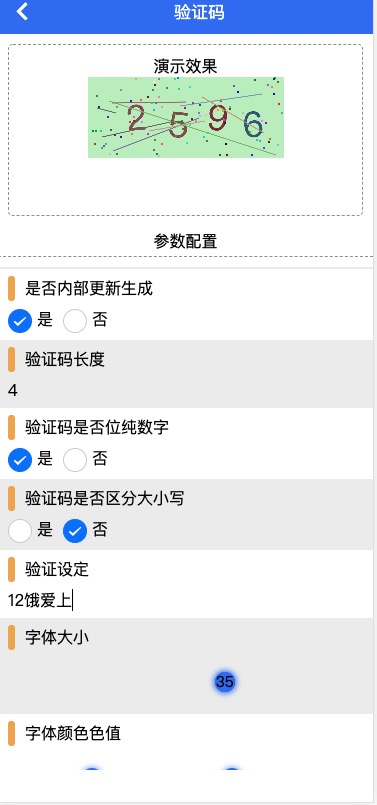 验证码
演示效果
2596
参数配置
是否内部更新生成
是 否
验证码长度
4
验证码是否位纯数字
是 否
验证码是否区分大小写
是 否
验证设定
12饿爱上
字体大小
35
字体颜色色值